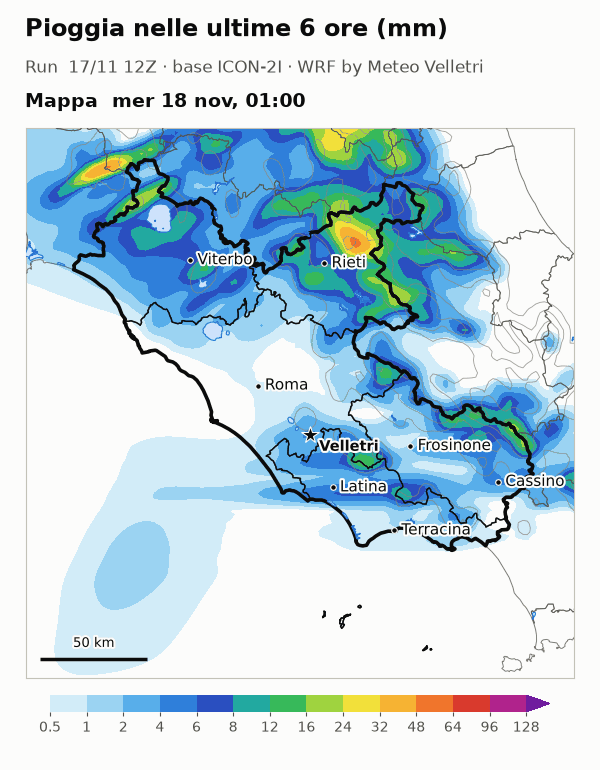 Pioggia nelle ultime 6 ore (mm)
Run 17/11 12Z · base ICON-2I · WRF by Meteo Velletri
Mappa mer 18 nov, 01:00
Viterbo
Rieti
Roma
Velletri
Frosinone
Latina
Cassino
Terracina
50 km
0.5 1 2 4 6 8 12 16 24 32 48 64 96 128